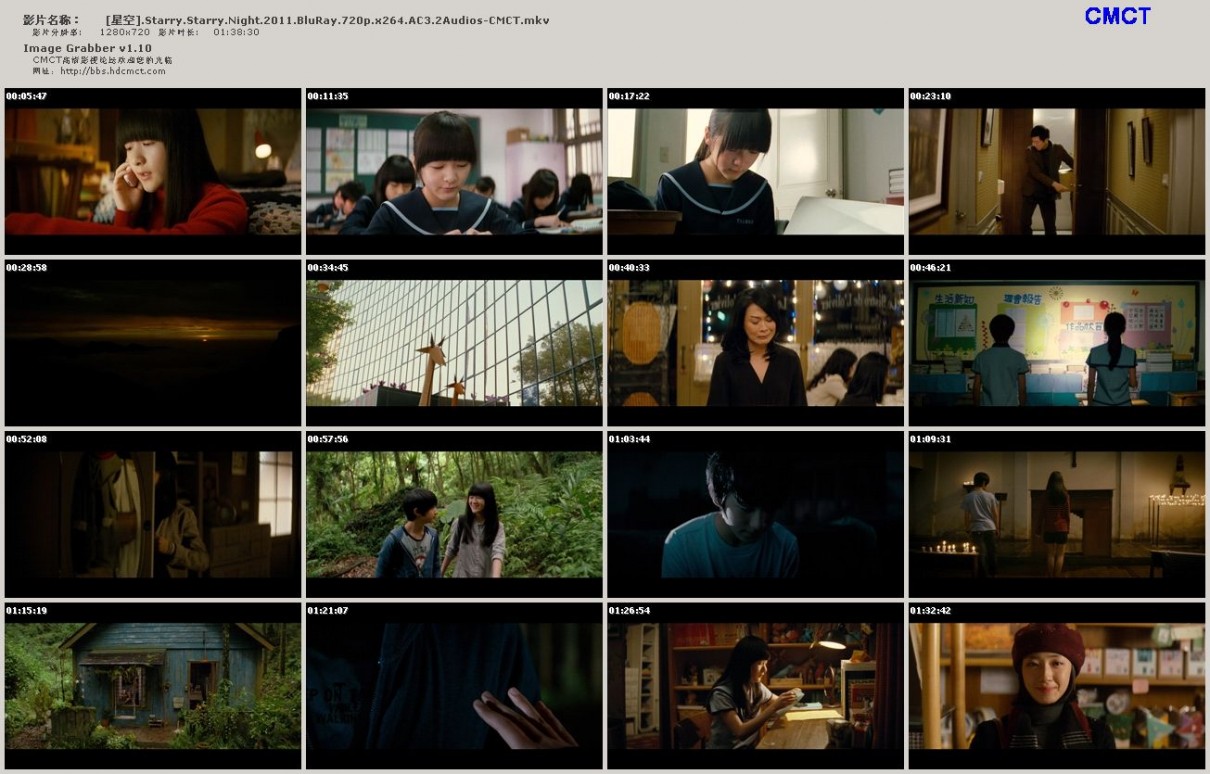 影片名称： [星空].Starry.Starry.Night.2011.BluRay.720p.x264.AC3.2Audios-CMCT.mkv
CMCT
影片分辨率： 1280x720 影片时长： 01:38:30
Image Grabber v1.10
CMCT高清影视论坛欢迎您的光临
网址：http://bbs.hdcmct.com
00:05:47
00:11:35
00:17:22
00:23:10
00:28:58
00:34:45
00:40:33
00:46:21
生活新知
作品欣賞
00:52:08
00:57:56
01:03:44
01:09:31
01:15:19
01:21:07
01:26:54
01:32:42